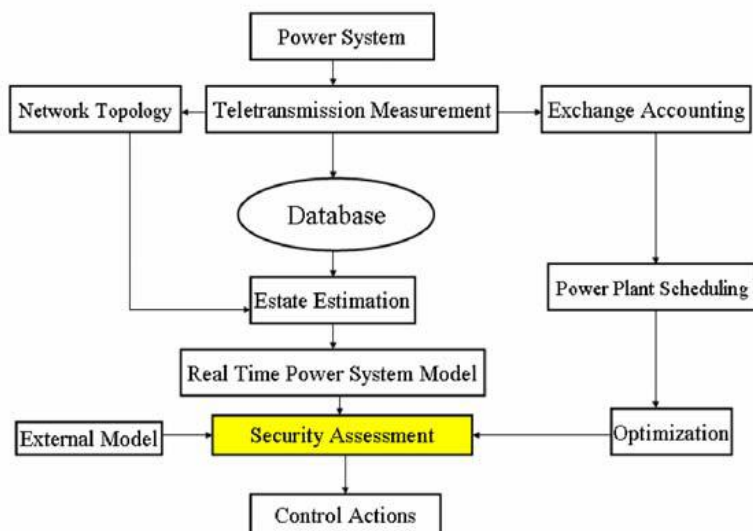 Power System
Network Topology
Teletransmission Measurement
Exchange Accounting
Database
Estate Estimation
Power Plant Scheduling
Real Time Power System Model
External Model
Security Assessment
Optimization
Control Actions